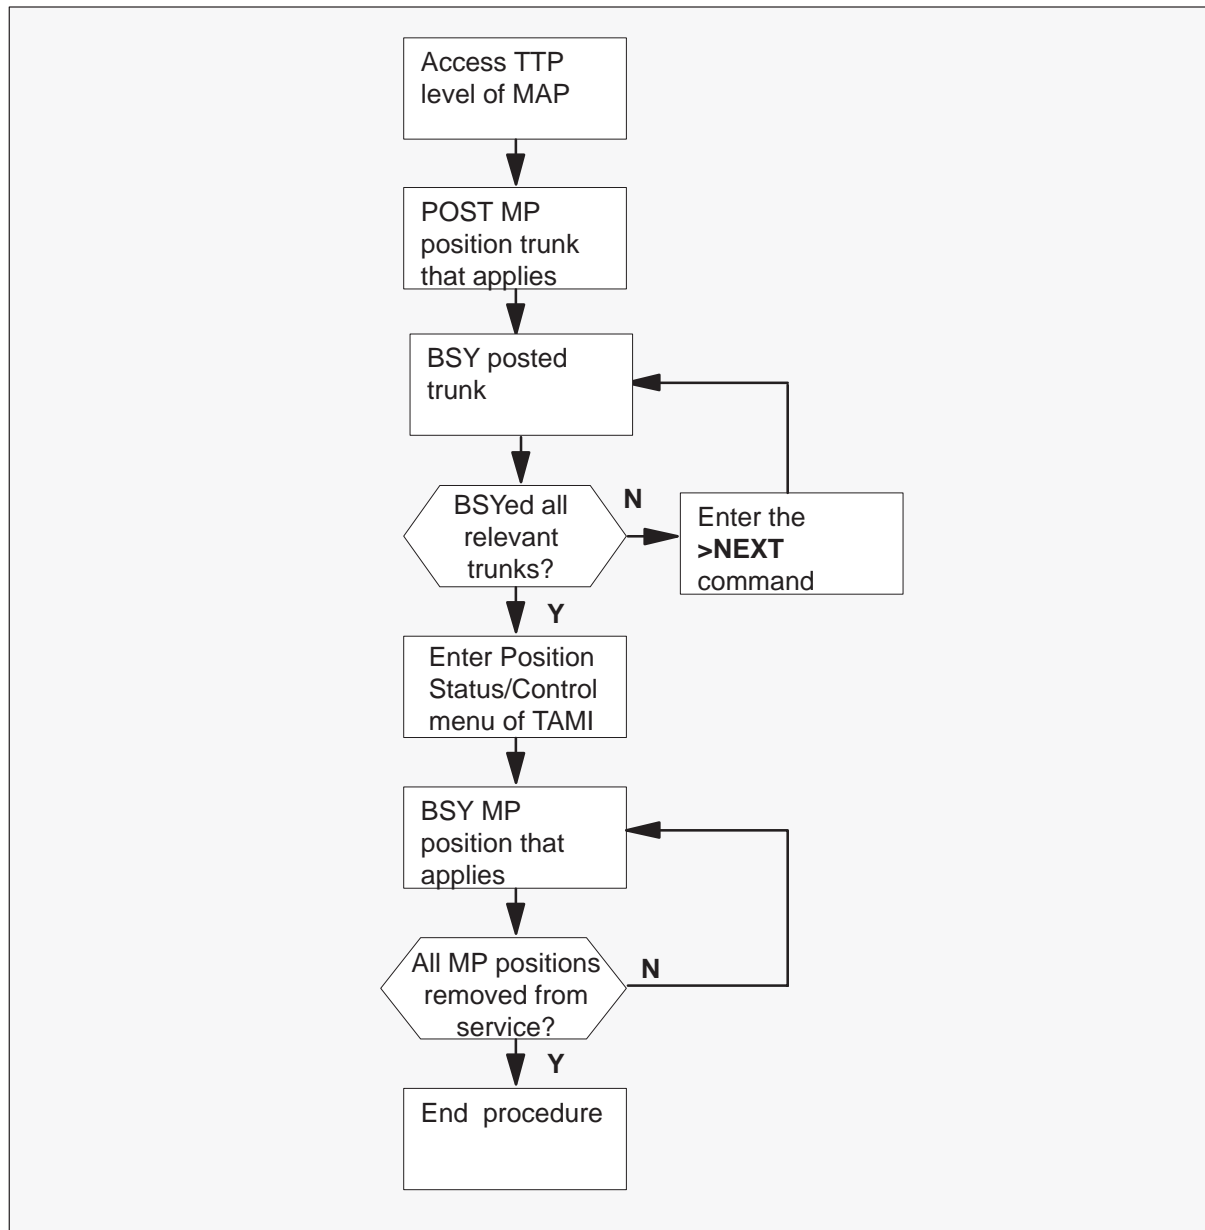 Access TTP
level of MAP
POST MP
position trunk
that applies
BSY posted
trunk
BSYed all
relevant
trunks?
N
Enter the
>NEXT
command
Y
Enter Position
Status/Control
menu of TAMI
BSY MP
position that
applies
All MP positions
removed from
service?
N
Y
End  procedure